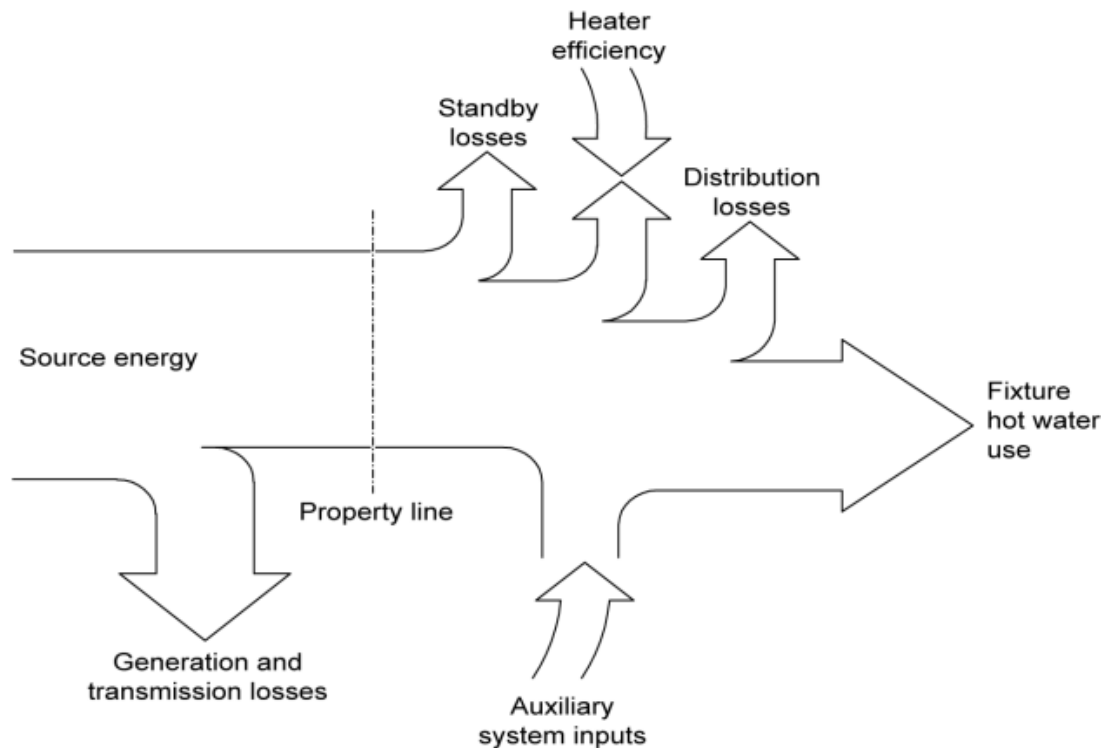 Heater
efficiency
Standby
losses
Distribution
losses
Source energy
Fixture
hot water
use
Property line
Generation and
transmission losses
Auxiliary
system inputs